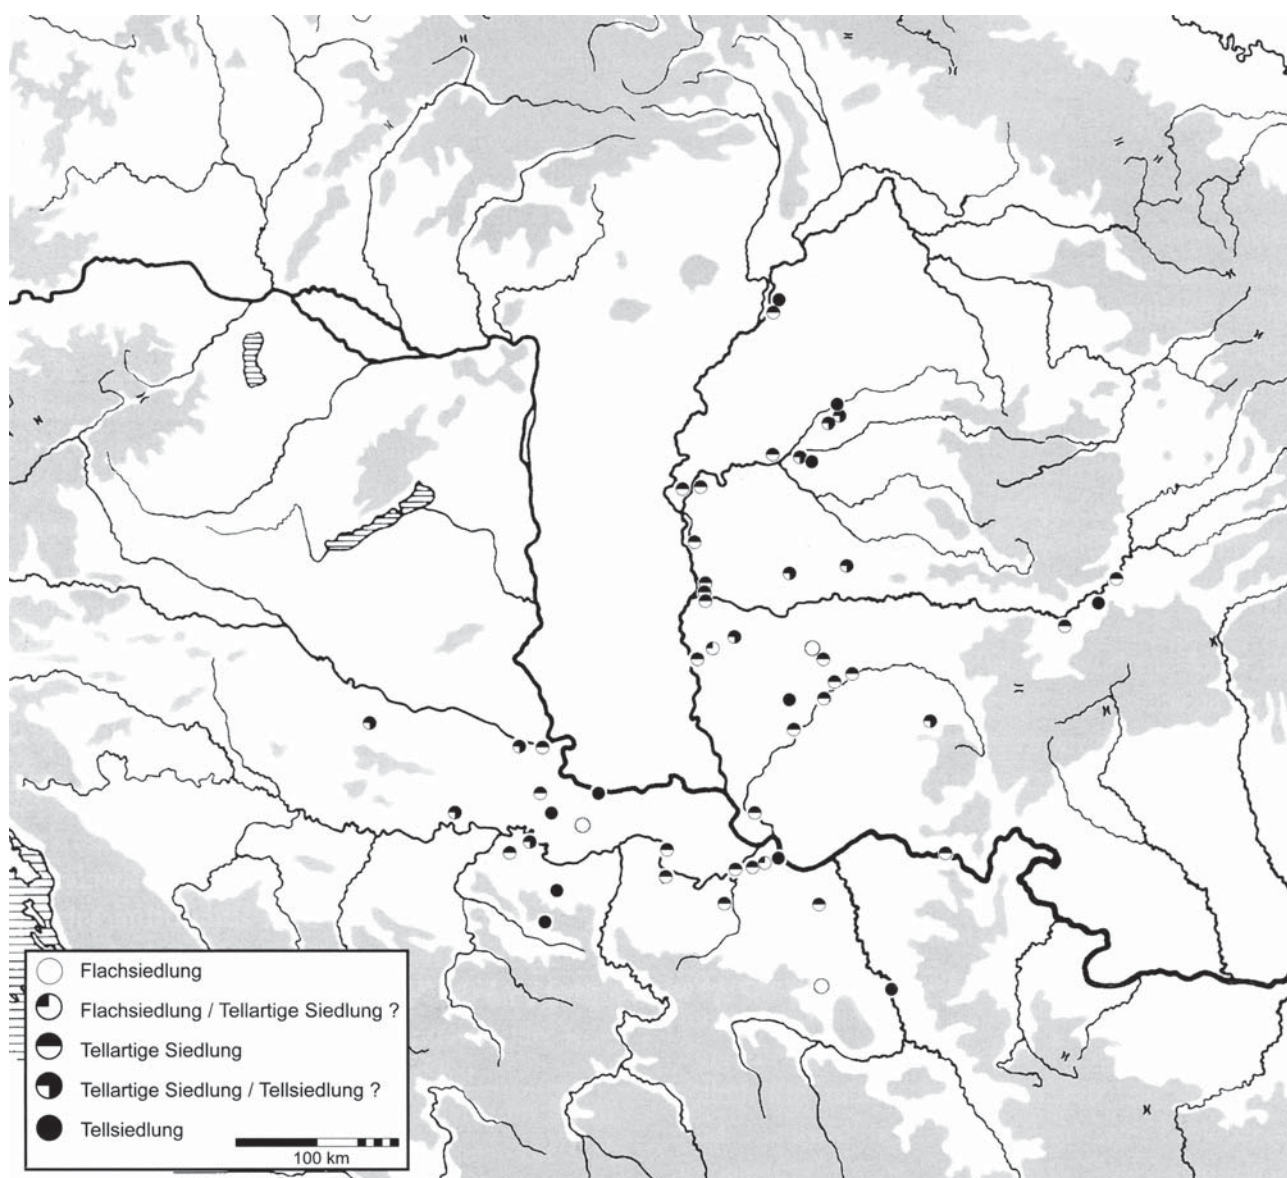 Flachsiedlung
Flachsiedlung / Tellartige Siedlung ?
Tellartige Siedlung
Tellartige Siedlung / Tellsiedlung ?
Tellsiedlung
100 km